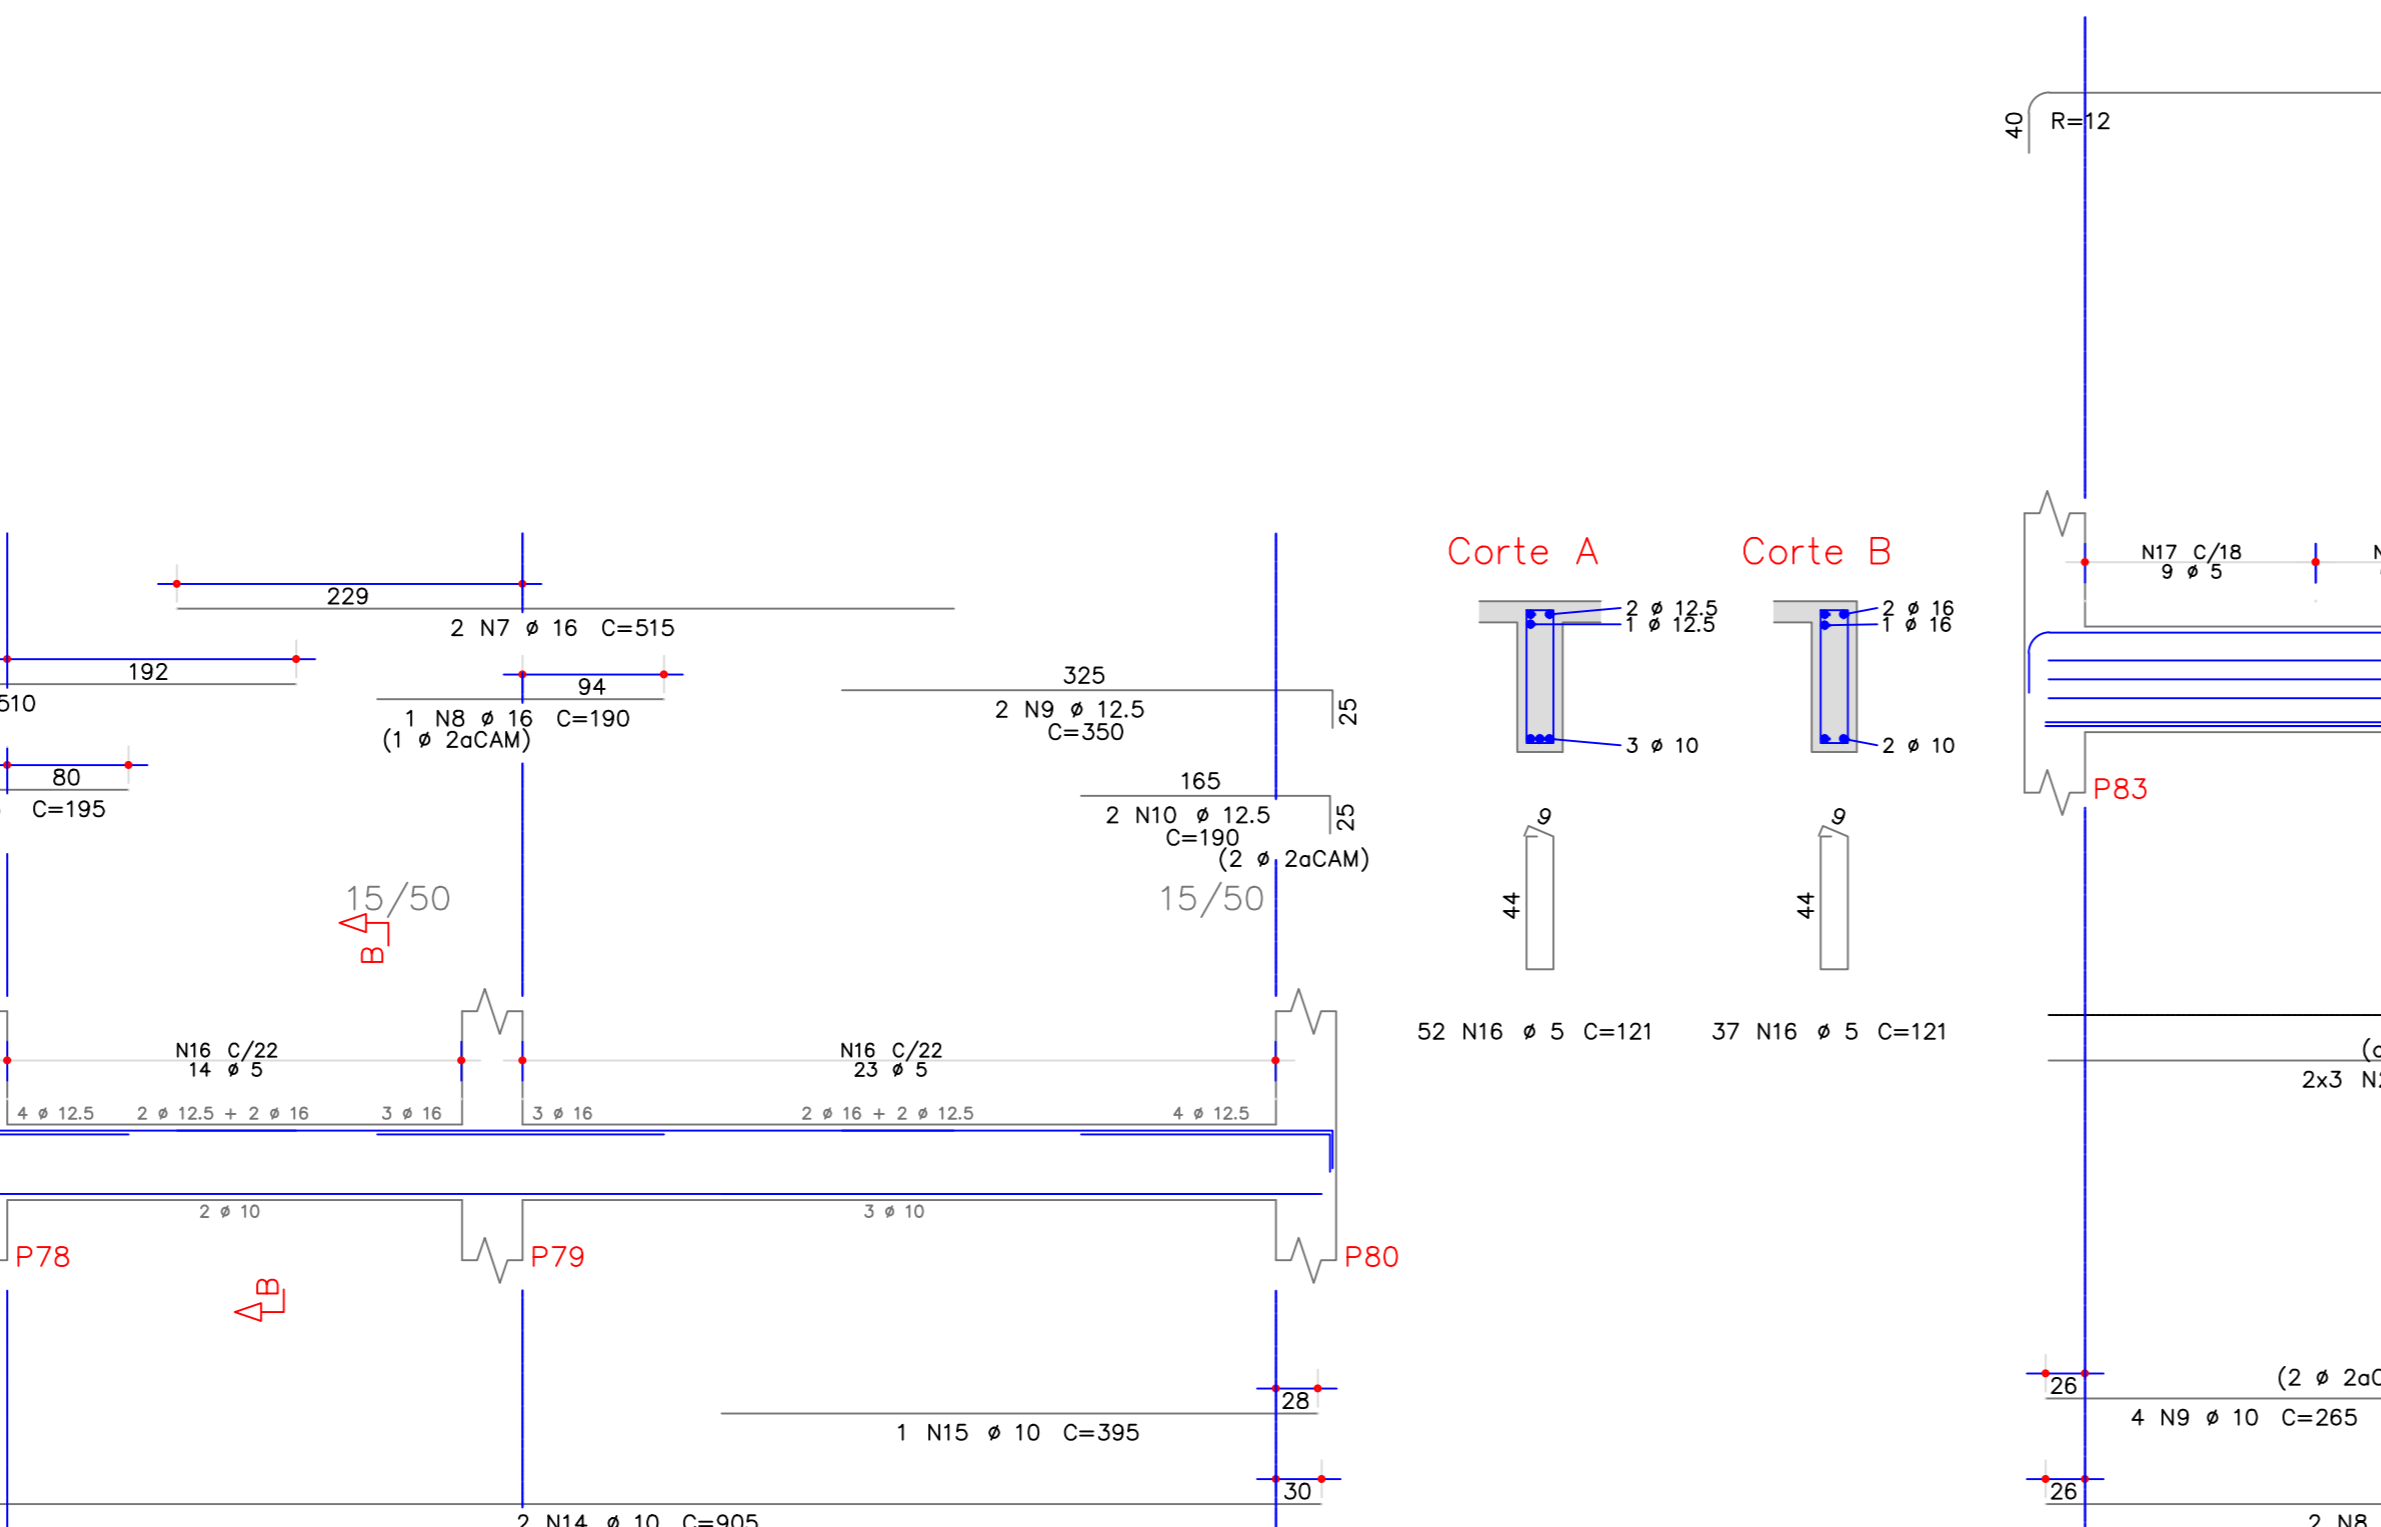 40
R=12
Corte A
Corte B
N17 C/18
9 ø 5
229
2 N7 ø 16 C=515
2 ø 12.5
1 ø 12.5
2 ø 16
1 ø 16
192
510
94
1 N8 ø 16 C=190
(1 ø 2aCAM)
325
2 N9 ø 12.5
C=350
25
3 ø 10
2 ø 10
80
C=195
165
2 N10 ø 12.5
C=190
(2 ø 2aCAM)
25
P83
9
9
15/50
15/50
44
44
B
52 N16 ø 5 C=121
37 N16 ø 5 C=121
N16 C/22
14 ø 5
N16 C/22
23 ø 5
2x3
4 ø 12.5
2 ø 12.5 + 2 ø 16
3 ø 16
3 ø 16
2 ø 16 + 2 ø 12.5
4 ø 12.5
2 ø 10
3 ø 10
P78
P79
P80
B
28
1 N15 ø 10 C=395
26
(2 ø
4 N9 ø 10 C=265
30
26
2 N14 ø 10 C=905
2 N8